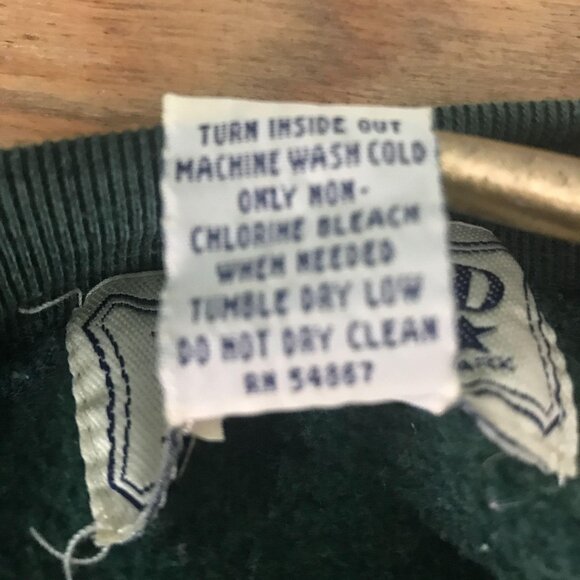 TURN INSIDE OUT
MACHINE WASH COLD
ONLY NON-
CHLORINE BLEACH
WHEN NEEDED
TUMBLE DRY LOW
DO NOT DRY CLEAN
RN 54867